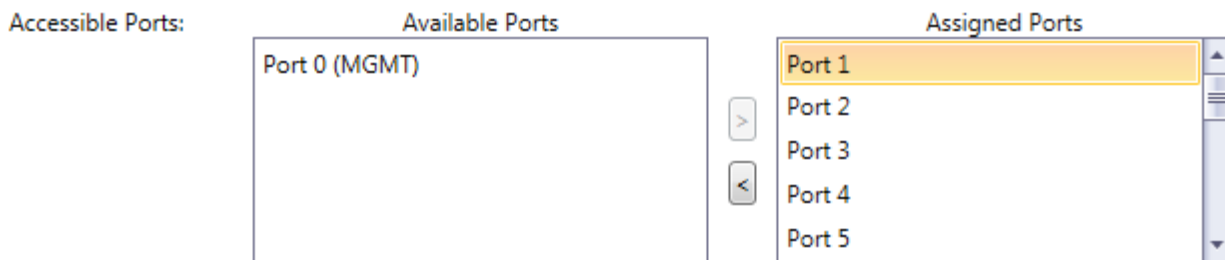 Accessible Ports:
Available Ports
Port 0 (MGMT)
>
<
Assigned Ports
Port 1
Port 2
Port 3
Port 4
Port 5